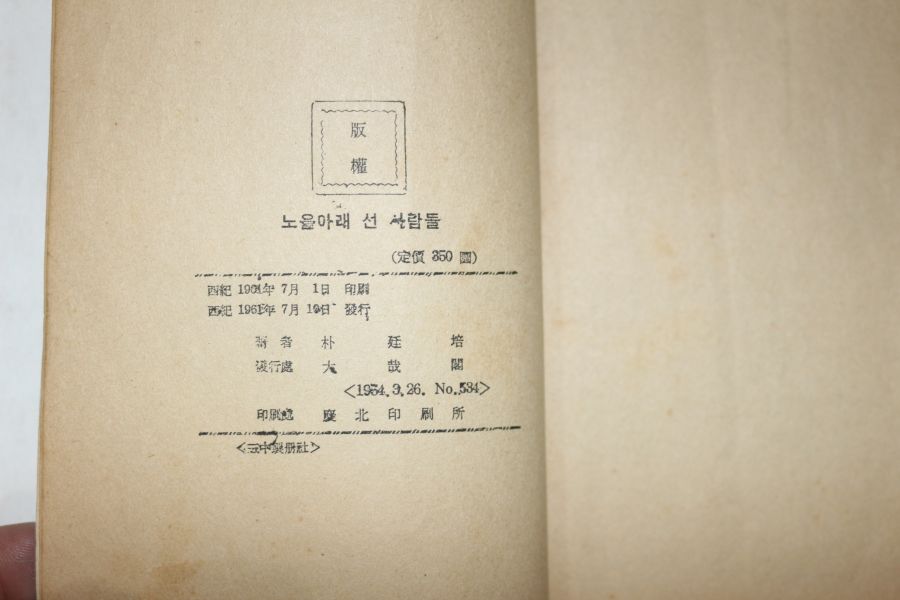 版
權
노을아래 선 사람들
(定價 350 圜)
西紀 1961年 7月 1日 印刷
西紀 1961年 7月 10日 發行
著者 朴廷培
發行處 大哉閣
<1954.3.26. No.534>
印刷處 慶北印刷所
<三中製册社>